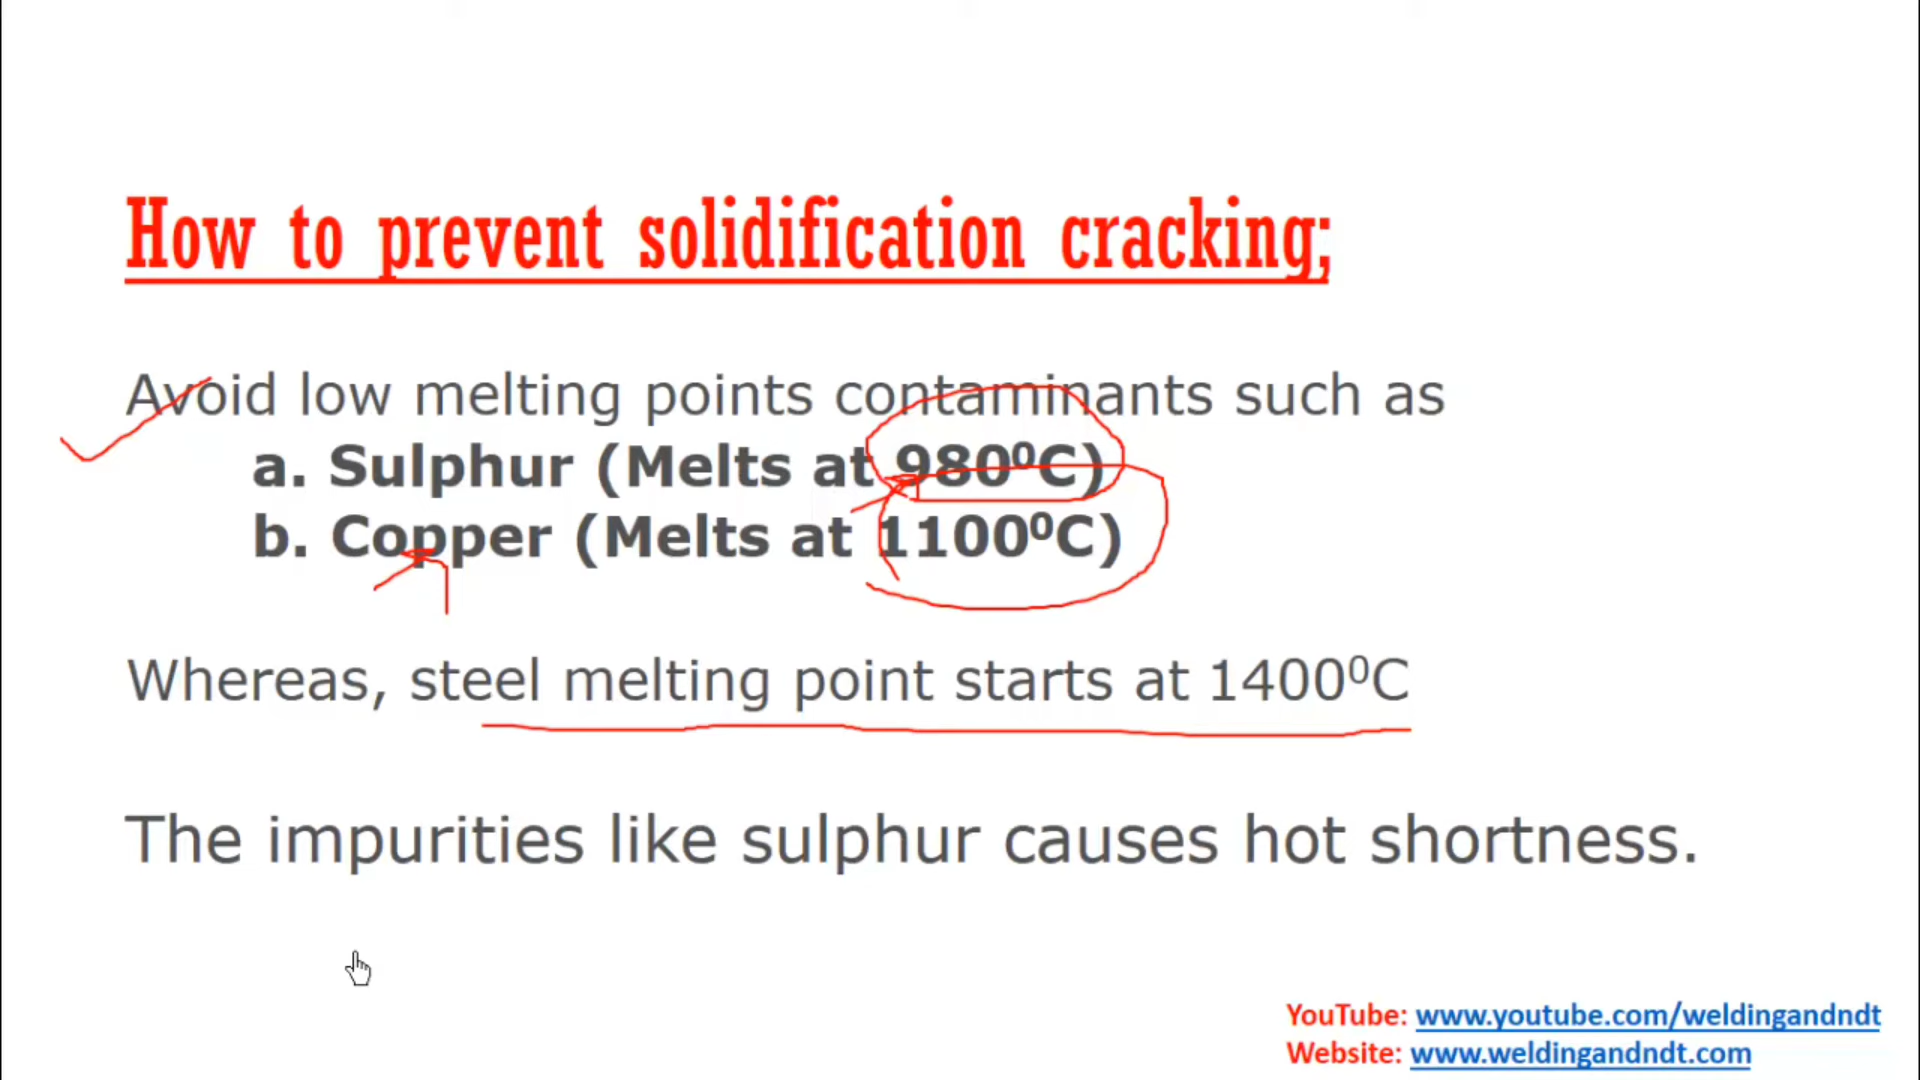 How to prevent solidification cracking;
Avoid low melting points contaminants such as
a. Sulphur (Melts at 980⁰C)
b. Copper (Melts at 1100⁰C)
Whereas, steel melting point starts at 1400⁰C
The impurities like sulphur causes hot shortness.
YouTube: www.youtube.com/weldingandndt
Website: www.weldingandndt.com